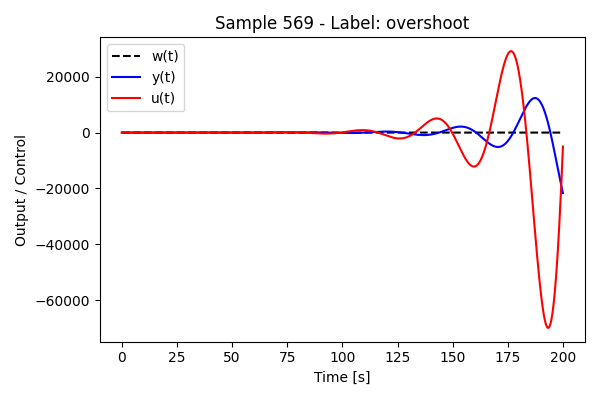 Sample 569 - Label: overshoot
w(t)
y(t)
u(t)
Output / Control
20000
0
−20000
−40000
−60000
0 25 50 75 100 125 150 175 200
Time [s]